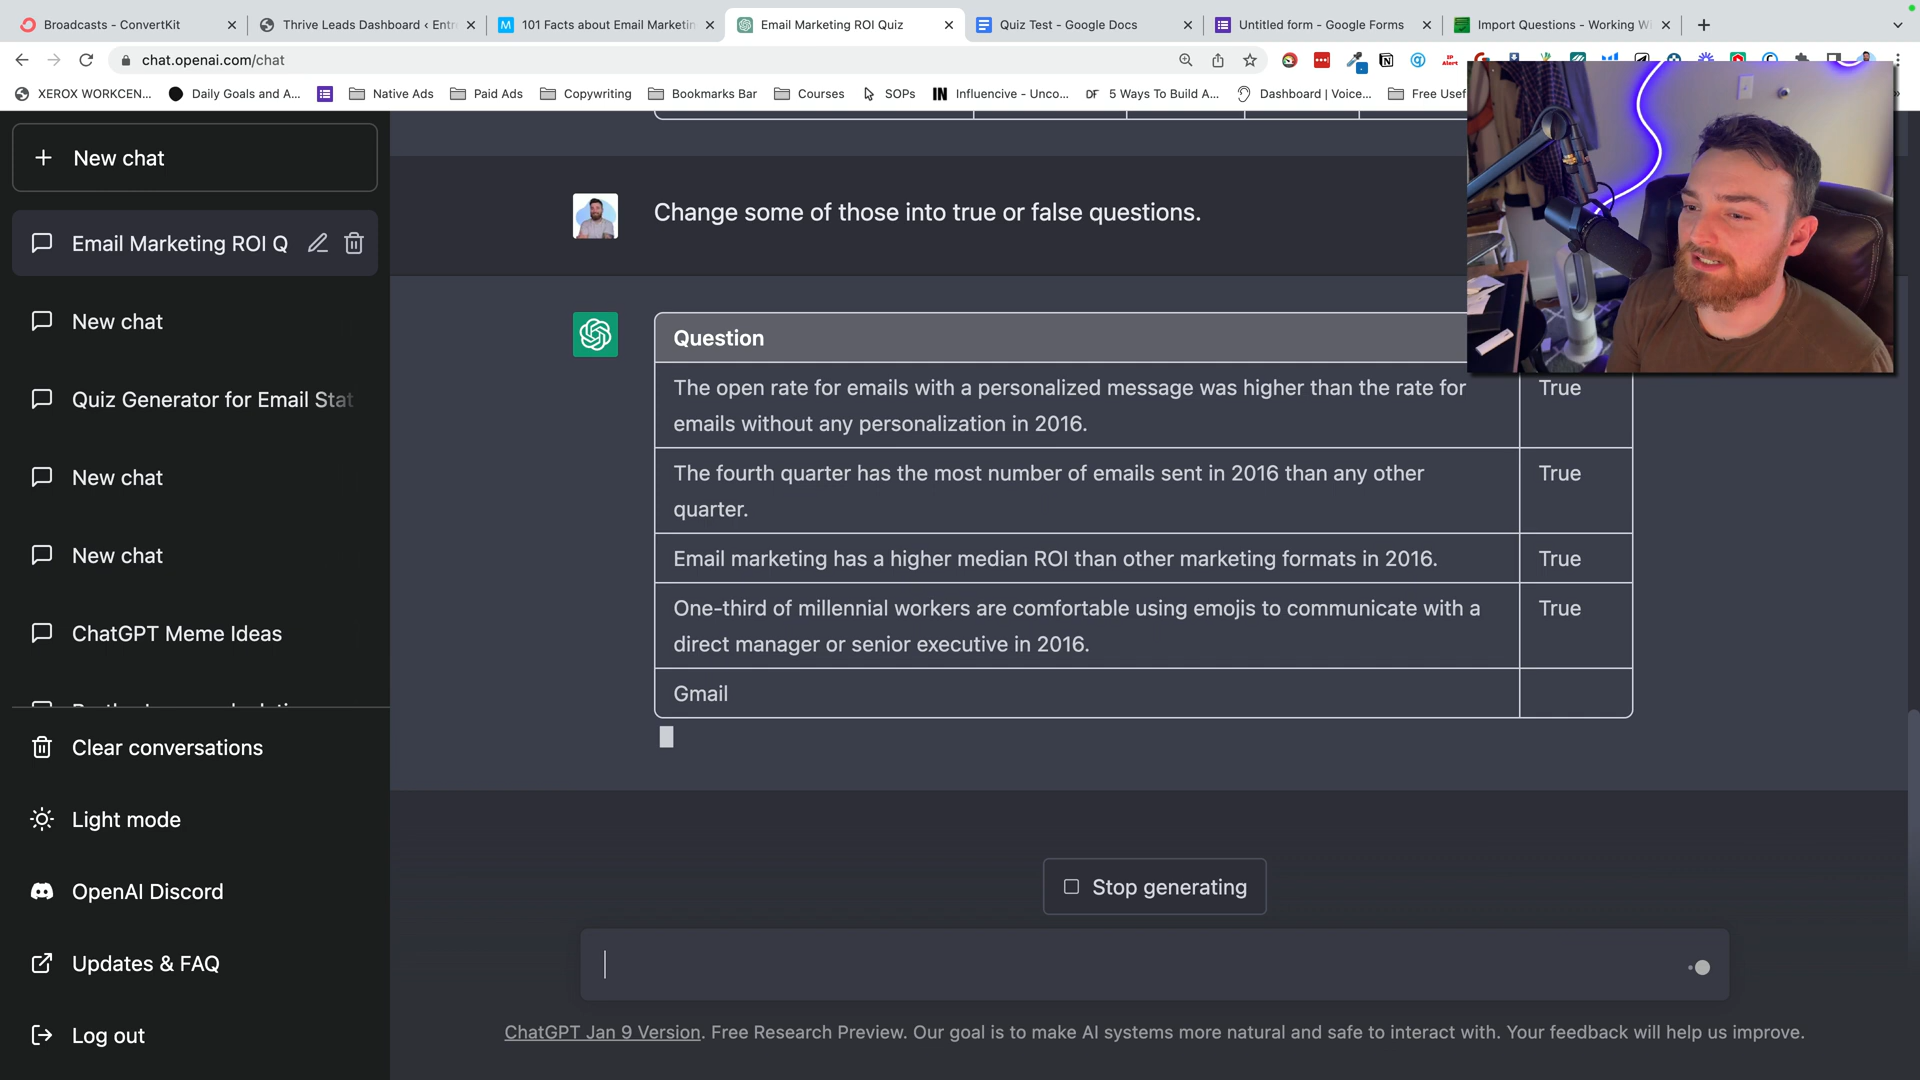 Broadcasts - ConvertKit
Thrive Leads Dashboard ‹ Entr
101 Facts about Email Marketin
Email Marketing ROI Quiz
Quiz Test - Google Docs
Untitled form - Google Forms
Import Questions - Working Wi
chat.openai.com/chat
XEROX WORKCEN...
Daily Goals and A...
Native Ads
Paid Ads
Copywriting
Bookmarks Bar
Courses
SOPs
Influencive - Unco...
DF 5 Ways To Build A...
Dashboard | Voice...
Free Usef
New chat
Email Marketing ROI Q
New chat
Quiz Generator for Email Stat
New chat
New chat
ChatGPT Meme Ideas
Clear conversations
Light mode
OpenAI Discord
Updates & FAQ
Log out
Change some of those into true or false questions.
Question
The open rate for emails with a personalized message was higher than the rate for
emails without any personalization in 2016.
True
The fourth quarter has the most number of emails sent in 2016 than any other
quarter.
True
Email marketing has a higher median ROI than other marketing formats in 2016.
True
One-third of millennial workers are comfortable using emojis to communicate with a
direct manager or senior executive in 2016.
True
Gmail
Stop generating
ChatGPT Jan 9 Version. Free Research Preview. Our goal is to make AI systems more natural and safe to interact with. Your feedback will help us improve.